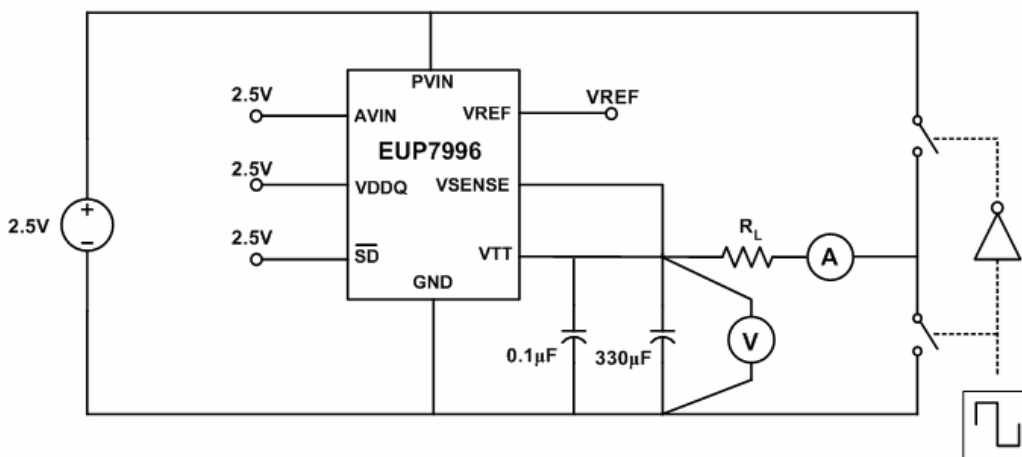 PVIN
2.5V
AVIN
VREF
VREF
EUP7996
2.5V
VDDQ
VSENSE
2.5V
2.5V
SD
VTT
RL
A
GND
0.1µF
330µF
V